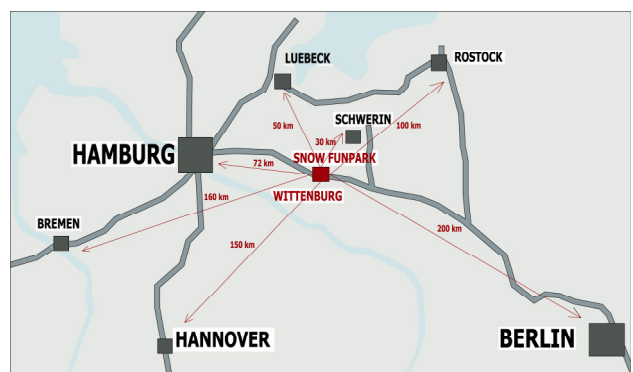 LUEBECK
ROSTOCK
50 km
SCHWERIN
100 km
30 km
HAMBURG
SNOW FUNPARK
72 km
WITTENBURG
160 km
BREMEN
200 km
150 km
HANNOVER
BERLIN